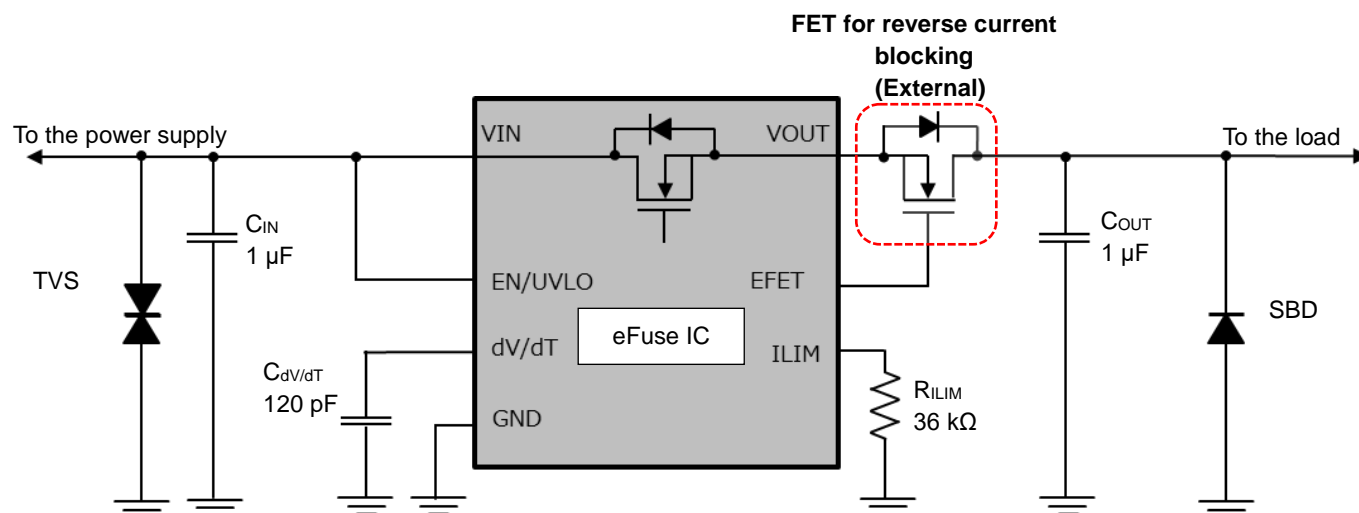 FET for reverse current
blocking
(External)
To the power supply
VIN
VOUT
To the load
CIN
1 µF
COUT
1 µF
TVS
EN/UVLO
EFET
SBD
eFuse IC
dV/dT
ILIM
CdV/dT
120 pF
RILIM
36 kΩ
GND